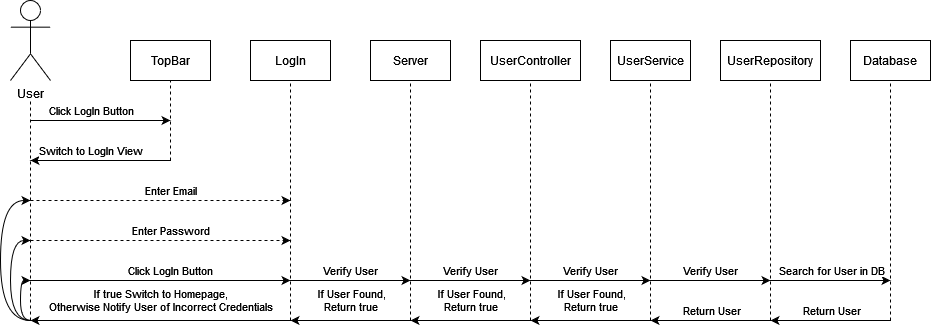 TopBar
LogIn
Server
UserController
UserService
UserRepository
Database
User
Click LogIn Button
Switch to LogIn View
Enter Email
Enter Password
Click LogIn Button
Verify User
Verify User
Verify User
Verify User
Search for User in DB
If true Switch to Homepage,
Otherwise Notify User of Incorrect Credentials
If User Found,
Return true
If User Found,
Return true
If User Found,
Return true
Return User
Return User